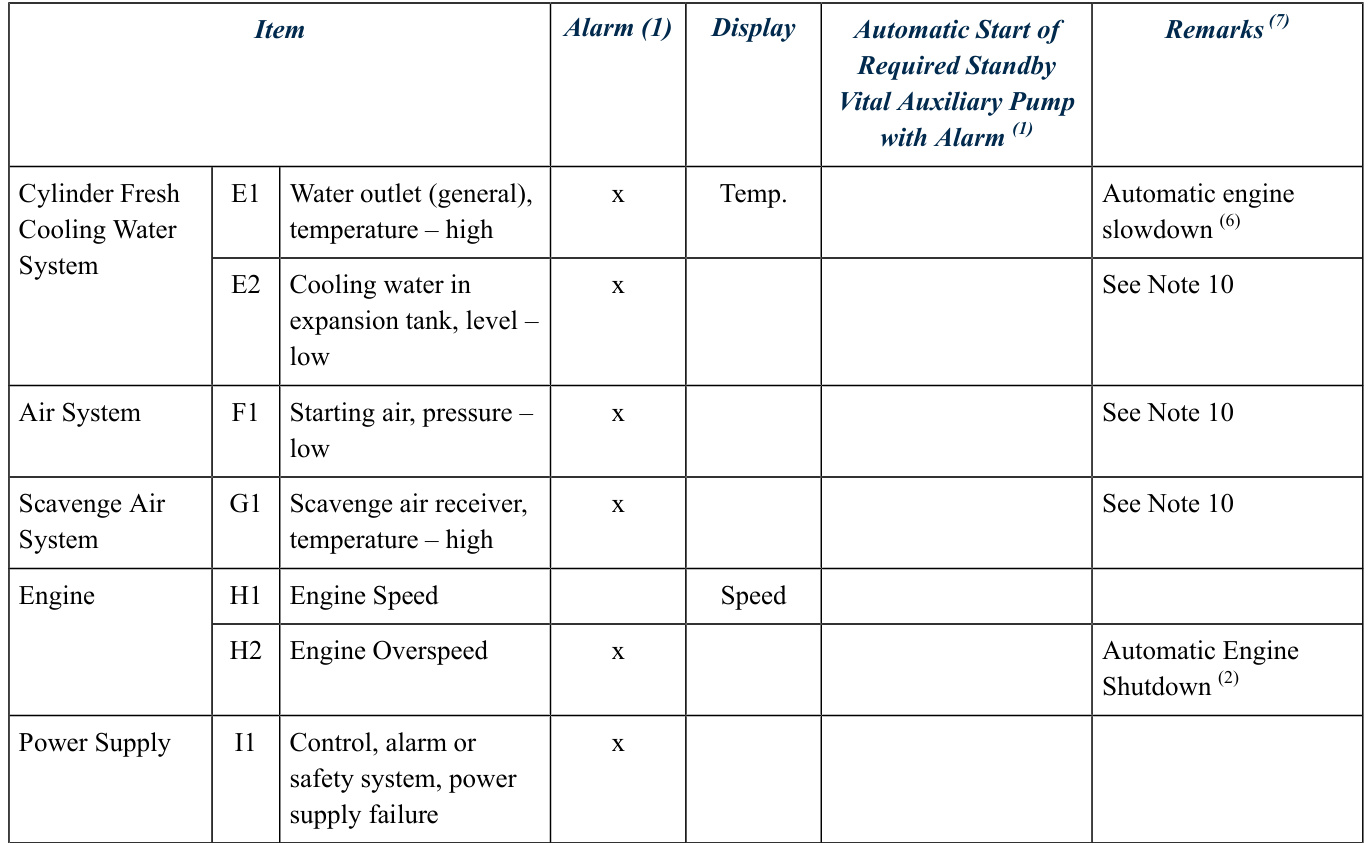 Item
Alarm (1)
Display
Automatic Start of
Required Standby
Vital Auxiliary Pump
with Alarm (1)
Remarks (7)
Cylinder Fresh
Cooling Water
System
E1
Water outlet (general),
temperature – high
x
Temp.
Automatic engine
slowdown (6)
E2
Cooling water in
expansion tank, level –
low
x
See Note 10
Air System
F1
Starting air, pressure –
low
x
See Note 10
Scavenge Air
System
G1
Scavenge air receiver,
temperature – high
x
See Note 10
Engine
H1
Engine Speed
Speed
H2
Engine Overspeed
x
Automatic Engine
Shutdown (2)
Power Supply
I1
Control, alarm or
safety system, power
supply failure
x